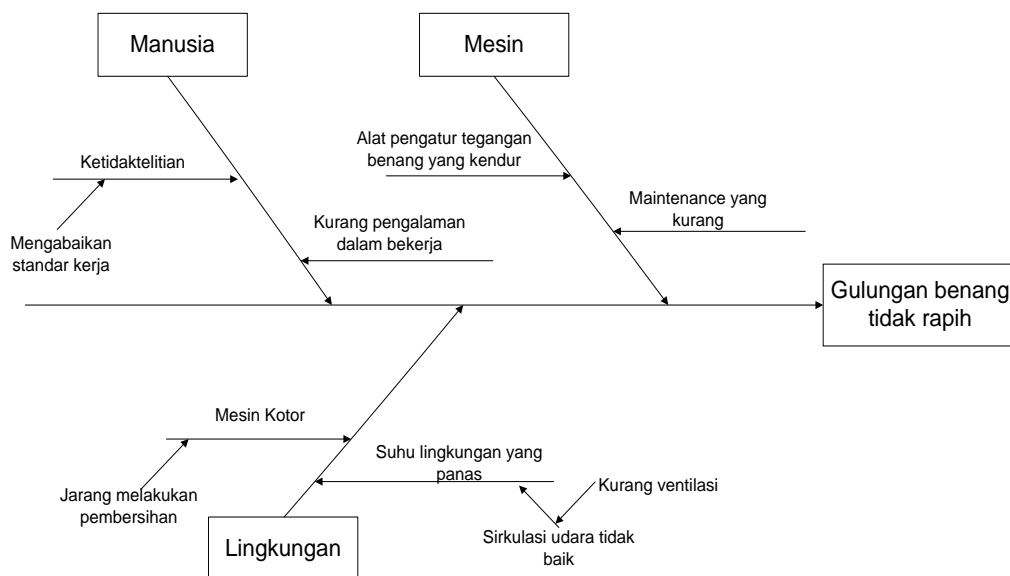 Manusia
Mesin
Alat pengatur tegangan
benang yang kendur
Ketidaktelitian
Maintenance yang
kurang
Kurang pengalaman
dalam bekerja
Mengabaikan
standar kerja
Gulungan benang
tidak rapih
Mesin Kotor
Suhu lingkungan yang
panas
Kurang ventilasi
Jarang melakukan
pembersihan
Sirkulasi udara tidak
baik
Lingkungan